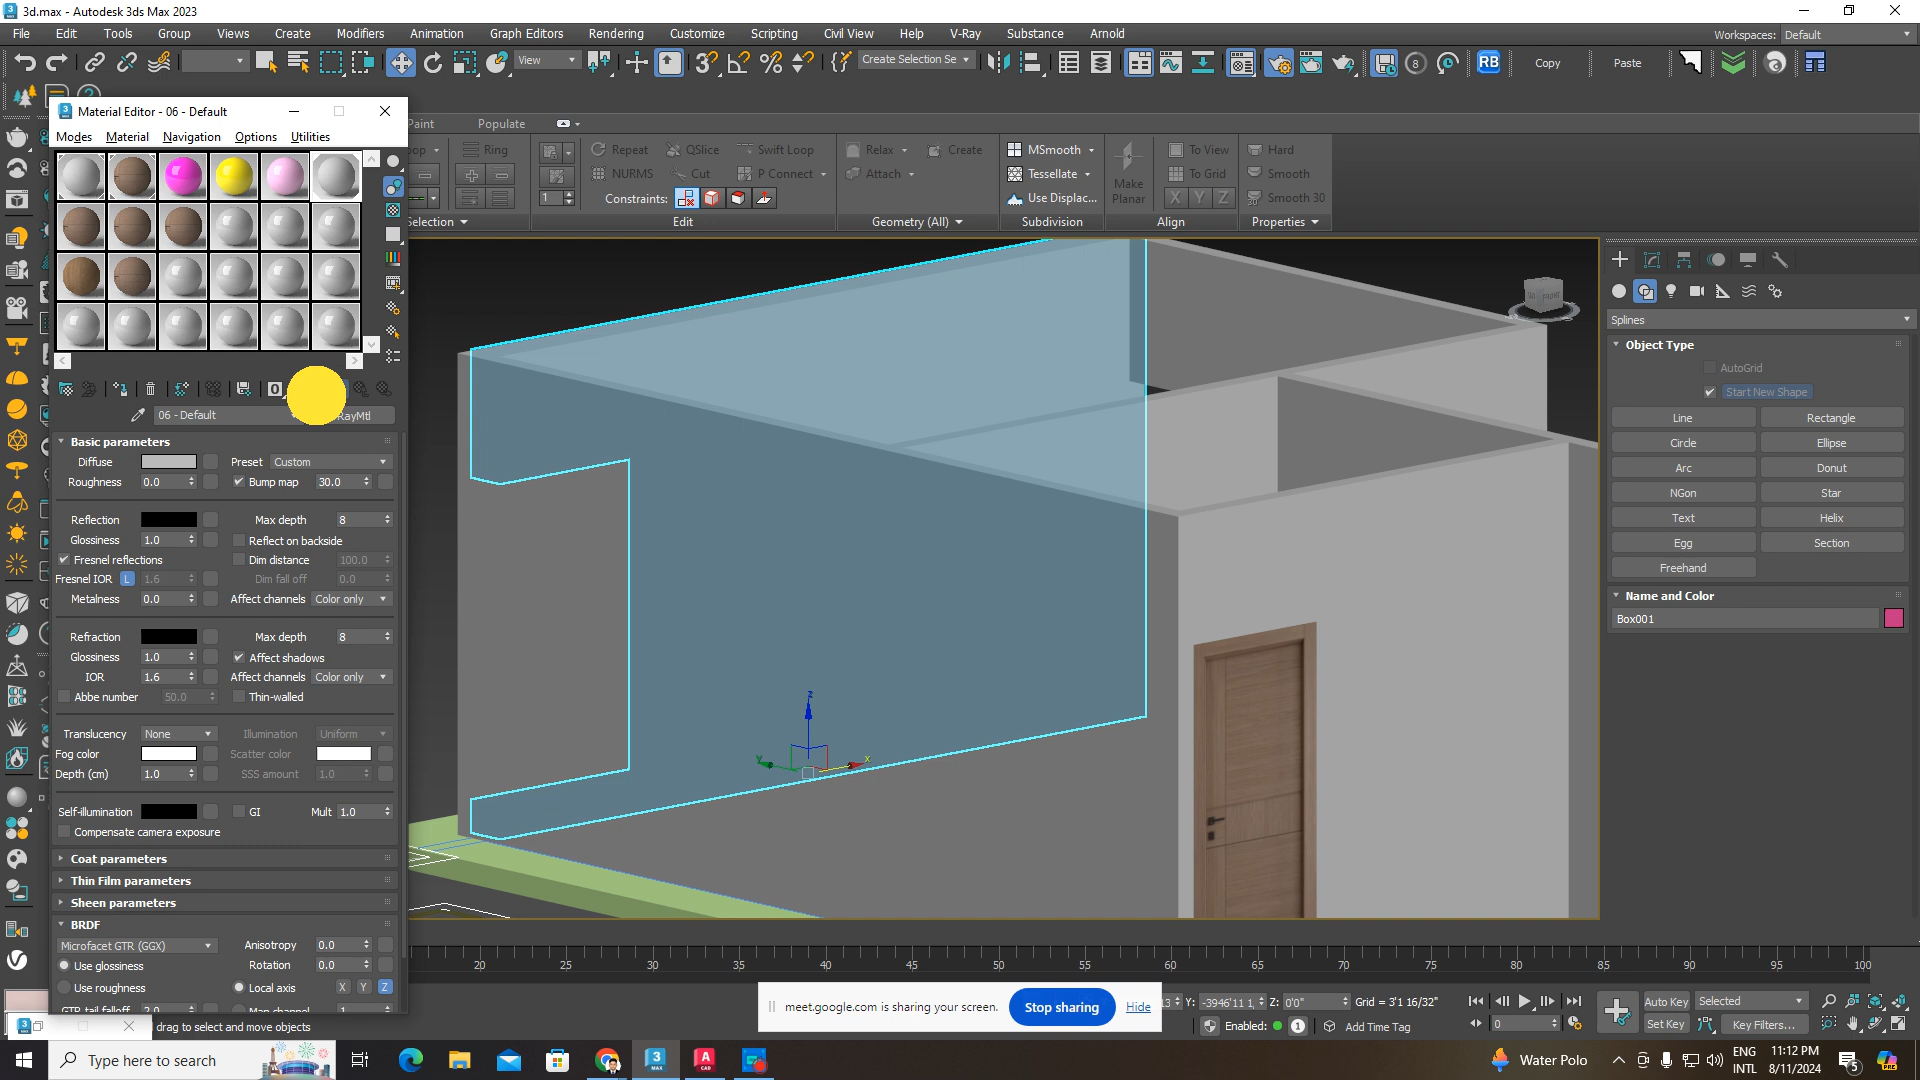 3d.max - Autodesk 3ds Max 2023
File Edit Tools Group Views Create Modifiers Animation Graph Editors Rendering Customize Scripting Civil View Help V-Ray Substance Arnold
Workspaces: Default
View
Create Selection Se
RB
Copy
Paste
Material Editor - 06 - Default
Modes Material Navigation Options Utilities
Paint Populate
Ring
Repeat QSlice Swift Loop
NURMS Cut P Connect
1
Constraints:
Edit
Relax Create
Attach
Geometry (All)
MSmooth
Tessellate
Use Displac...
Subdivision
Make Planar
To View
To Grid
X Y Z
Align
Hard
Smooth
Smooth 30
Properties
06 - Default
RayMtl
Basic parameters
Diffuse Preset Custom
Roughness 0.0 Bump map 30.0
Reflection Max depth 8
Glossiness 1.0 Reflect on backside
Fresnel reflections Dim distance 100.0
Fresnel IOR L 1.6 Dim fall off 0.0
Metalness 0.0 Affect channels Color only
Refraction Max depth 8
Glossiness 1.0 Affect shadows
IOR 1.6 Affect channels Color only
Abbe number 50.0 Thin-walled
Translucency None Illumination Uniform
Fog color Scatter color
Depth (cm) 1.0 SSS amount 1.0
Self-illumination GI Mult 1.0
Compensate camera exposure
Coat parameters
Thin Film parameters
Sheen parameters
BRDF
Microfacet GTR (GGX) Anisotropy 0.0
Use glossiness Rotation 0.0
Use roughness Local axis X Y Z
z
y
x
Splines
Object Type
AutoGrid
Start New Shape
Line Rectangle
Circle Ellipse
Arc Donut
NGon Star
Text Helix
Egg Section
Freehand
Name and Color
Box001
20 25 30 35 40 45 50 55 60 65 70 75 80 85 90 95 100
meet.google.com is sharing your screen. Stop sharing Hide
Y: -3946'11 1, Z: 0'0" Grid = 3'1 16/32"
Enabled: 1 Add Time Tag
0
Auto Key Selected
Set Key Key Filters...
drag to select and move objects
Type here to search
Water Polo
ENG
INTL
11:12 PM
8/11/2024
5